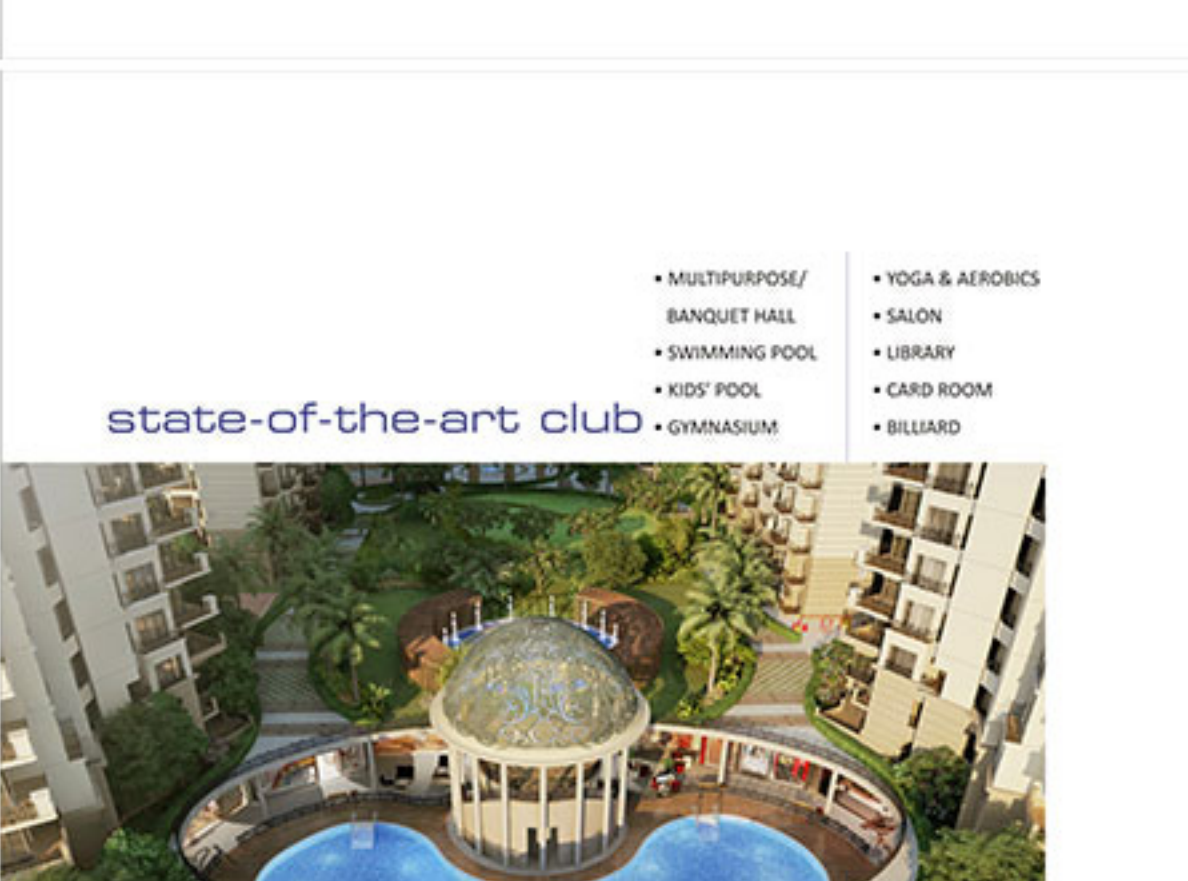 • MULTIPURPOSE/
BANQUET HALL
• SWIMMING POOL
• KIDS' POOL
• GYMNASIUM
• YOGA & AEROBICS
• SALON
• LIBRARY
• CARD ROOM
• BILLIARD
state-of-the-art club